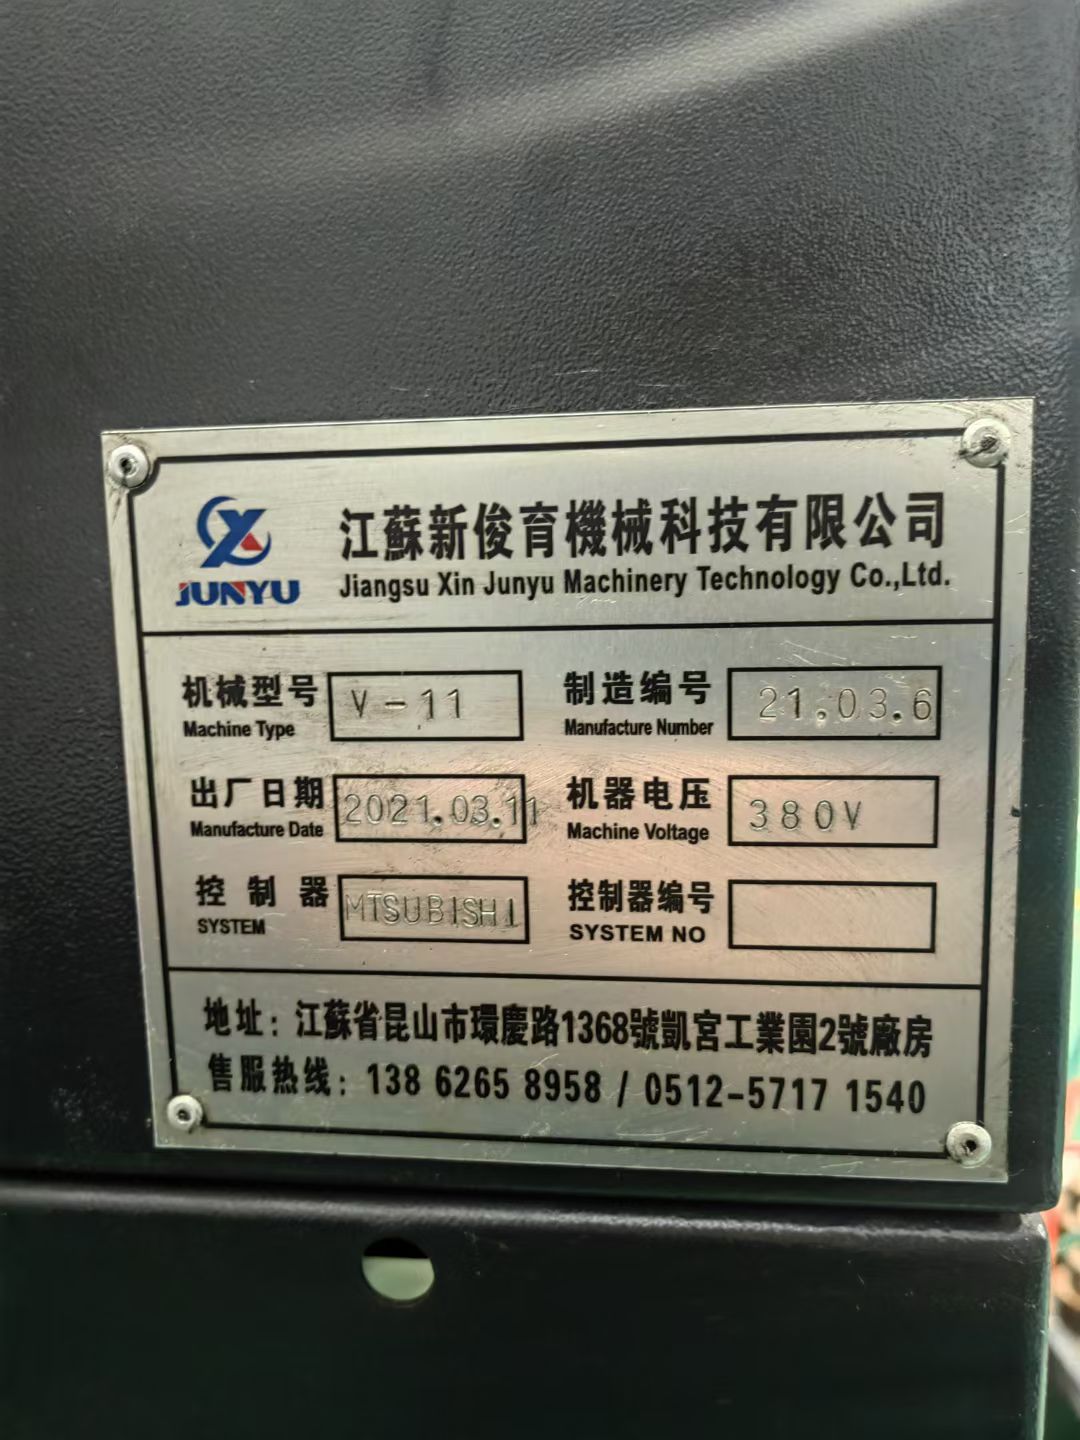 JUNYU
江蘇新俊育機械科技有限公司
Jiangsu Xin Junyu Machinery Technology Co.,Ltd.
机械型号 V-11 制造编号 21.03.6
Machine Type Manufacture Number
出厂日期 2021.03.11 机器电压 380V
Manufacture Date Machine Voltage
控制器 MTSUBISHI 控制器编号
SYSTEM SYSTEM NO
地址：江蘇省昆山市環慶路1368號凱宮工業園2號廠房
售服热线：138 6265 8958 / 0512-5717 1540